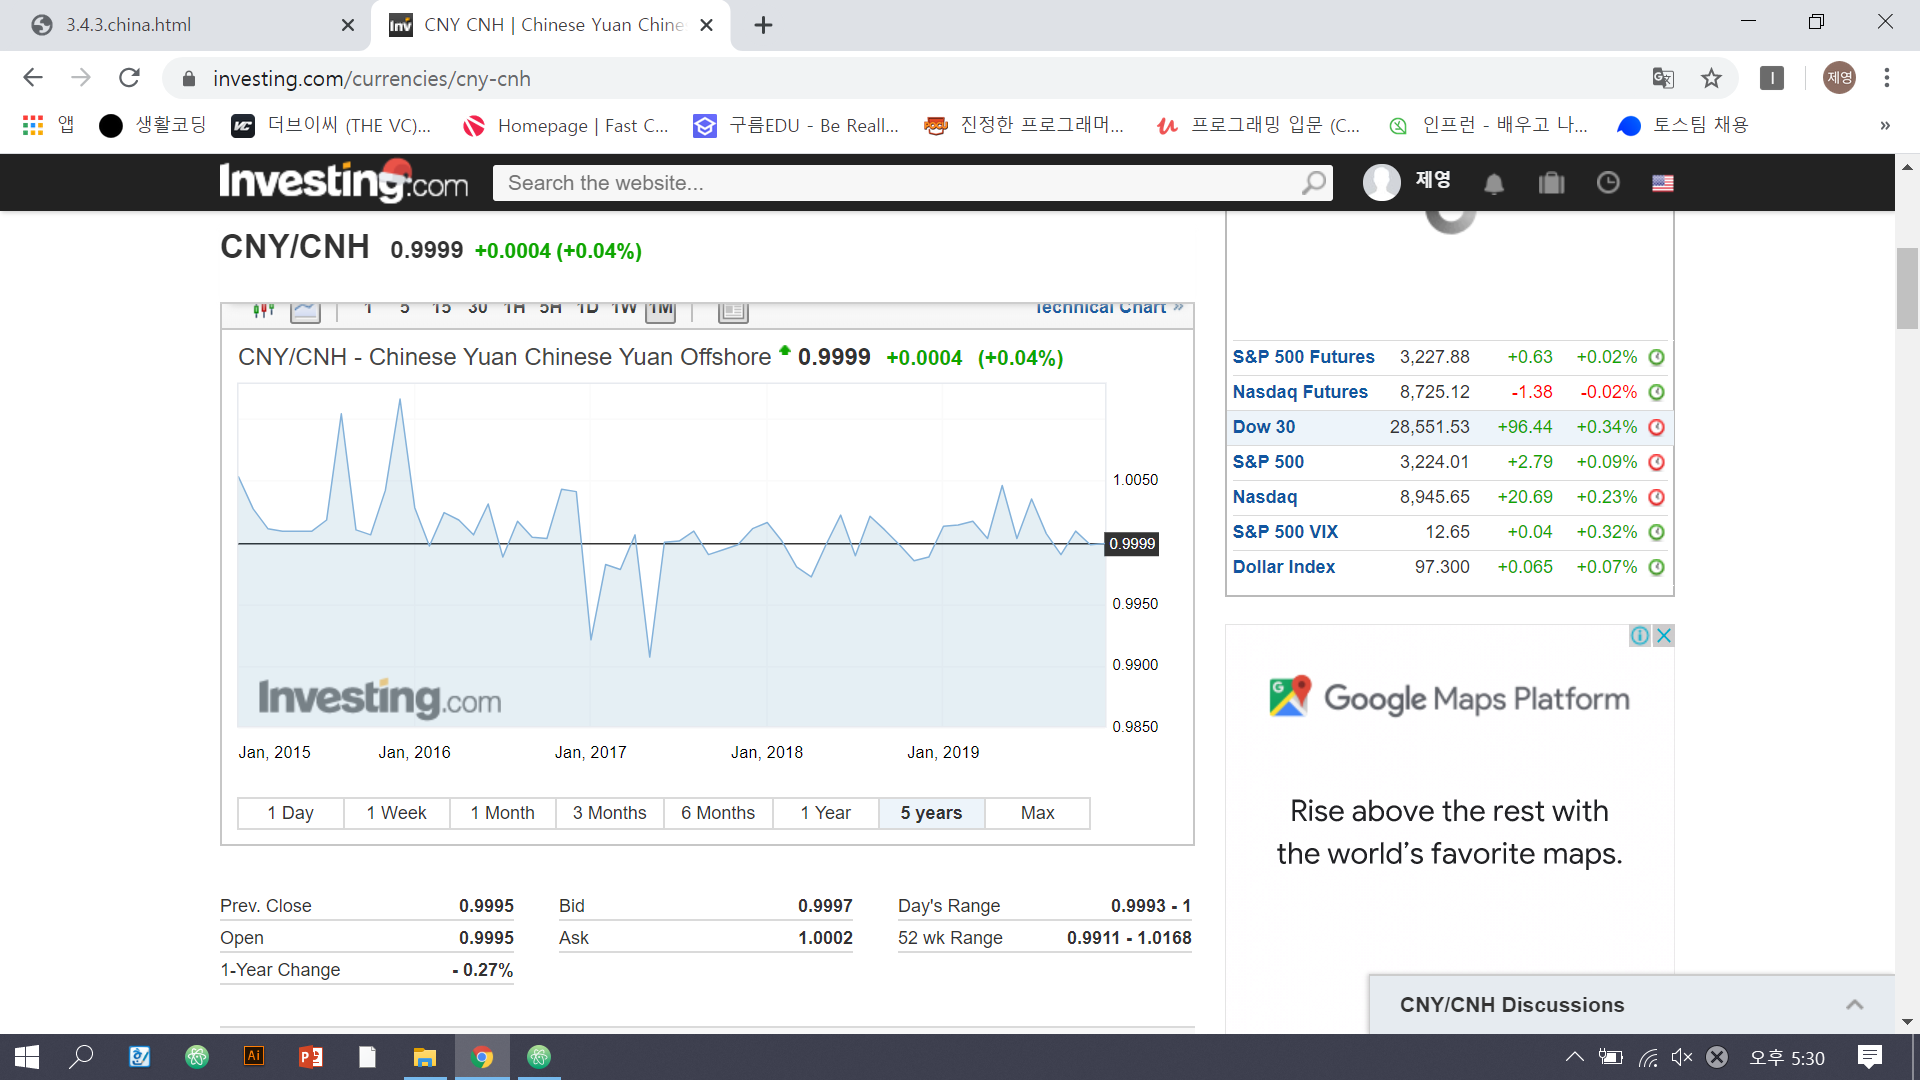 3.4.3.china.html
CNY CNH | Chinese Yuan Chine
investing.com/currencies/cny-cnh
제영
앱
생활코딩
더브이씨 (THE VC)...
Homepage | Fast C...
구름EDU - Be Reall...
진정한 프로그래머...
프로그래밍 입문 (C...
인프런 - 배우고 나...
토스팀 채용
»
Investing.com
Search the website...
제영
CNY/CNH 0.9999 +0.0004 (+0.04%)
1 5 15 30 1H 5H 1D 1W 1M
Technical Chart »
CNY/CNH - Chinese Yuan Chinese Yuan Offshore 0.9999 +0.0004 (+0.04%)
1.0050
0.9999
0.9950
0.9900
0.9850
Investing.com
Jan, 2015 Jan, 2016 Jan, 2017 Jan, 2018 Jan, 2019
1 Day 1 Week 1 Month 3 Months 6 Months 1 Year 5 years Max
Prev. Close 0.9995 Bid 0.9997 Day's Range 0.9993 - 1
Open 0.9995 Ask 1.0002 52 wk Range 0.9911 - 1.0168
1-Year Change - 0.27%
S&P 500 Futures 3,227.88 +0.63 +0.02%
Nasdaq Futures 8,725.12 -1.38 -0.02%
Dow 30 28,551.53 +96.44 +0.34%
S&P 500 3,224.01 +2.79 +0.09%
Nasdaq 8,945.65 +20.69 +0.23%
S&P 500 VIX 12.65 +0.04 +0.32%
Dollar Index 97.300 +0.065 +0.07%
Google Maps Platform
Rise above the rest with
the world's favorite maps.
CNY/CNH Discussions
Ai
오후 5:30